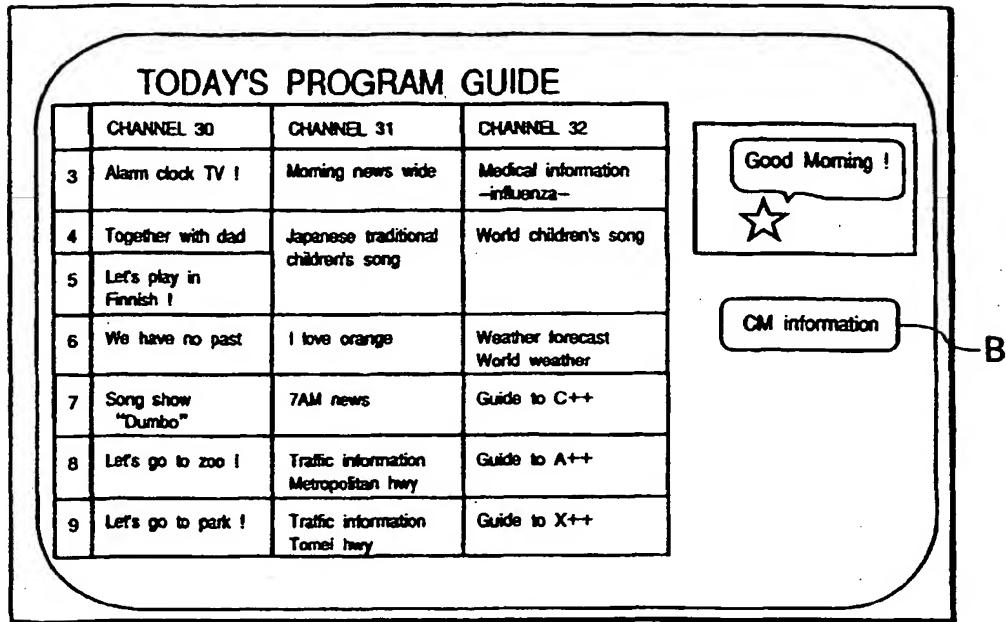 TODAY'S PROGRAM GUIDE
CHANNEL 30 CHANNEL 31 CHANNEL 32
3 Alarm clock TV ! Morning news wide Medical information
–influenza–
4 Together with dad Japanese traditional World children's song
children's song
5 Let's play in
Finnish !
6 We have no past I love orange Weather forecast
World weather
7 Song show 7AM news Guide to C++
"Dumbo"
8 Let's go to zoo ! Traffic information Guide to A++
Metropolitan hwy
9 Let's go to park ! Traffic information Guide to X++
Tomei hwy
Good Morning !
CM information
B